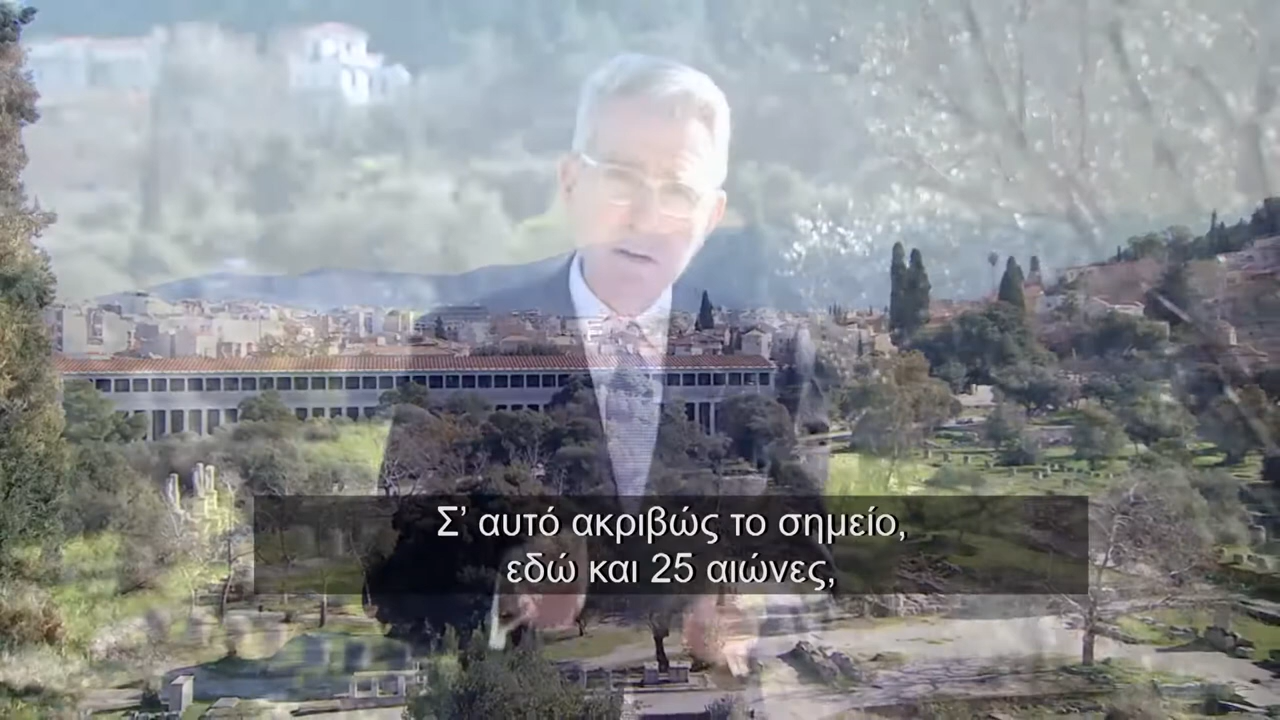 Σ’ αυτό ακριβώς το σημείο,
εδώ και 25 αιώνες,